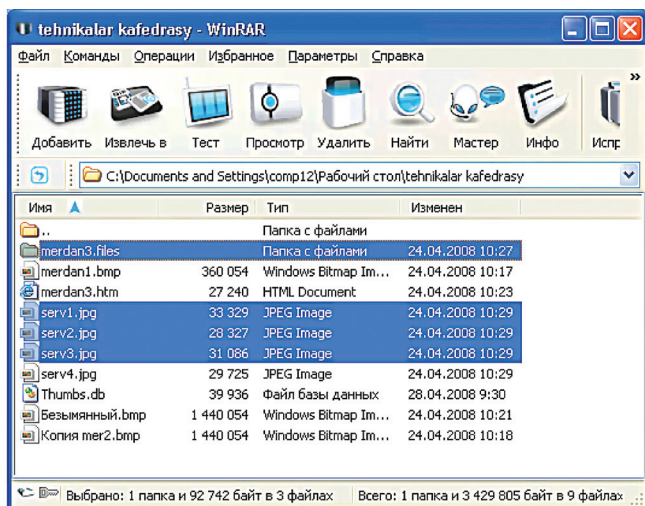 tehnikalar kafedrasy - WinRAR
Файл Команды Операции Избранное Параметры Справка
Добавить Извлечь в Тест Просмотр Удалить Найти Мастер Инфо Испр
»
C:\Documents and Settings\comp12\Рабочий стол\tehnikalar kafedrasy
Имя Размер Тип Изменен
.. Папка с файлами
merdan3.files Папка с файлами 24.04.2008 10:27
merdan1.bmp 360 054 Windows Bitmap Im... 24.04.2008 10:17
merdan3.htm 27 240 HTML Document 24.04.2008 10:23
serv1.jpg 33 329 JPEG Image 24.04.2008 10:29
serv2.jpg 28 327 JPEG Image 24.04.2008 10:29
serv3.jpg 31 086 JPEG Image 24.04.2008 10:29
serv4.jpg 29 725 JPEG Image 24.04.2008 10:29
Thumbs.db 39 936 Файл базы данных 28.04.2008 9:30
Безымянный.bmp 1 440 054 Windows Bitmap Im... 24.04.2008 10:21
Копия mer2.bmp 1 440 054 Windows Bitmap Im... 24.04.2008 10:18
Выбрано: 1 папка и 92 742 байт в 3 файлах Всего: 1 папка и 3 429 805 байт в 9 файлах